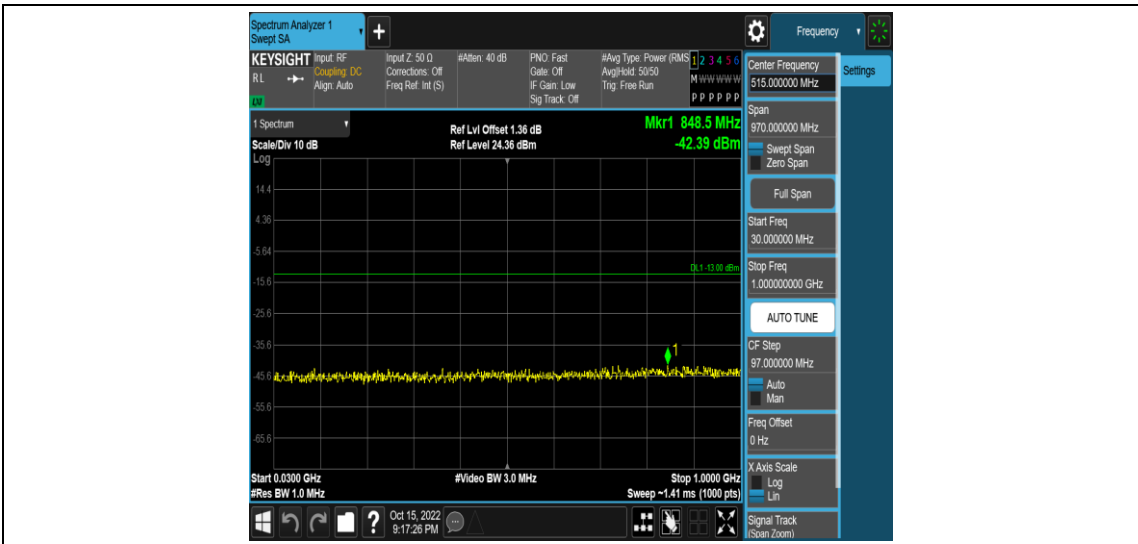 Spectrum Analyzer 1
Swept SA
+
Frequency
KEYSIGHT
RL
LXI
Input: RF
Coupling: DC
Align: Auto
Input Z: 50 Ω
Corrections: Off
Freq Ref: Int (S)
#Atten: 40 dB
PNO: Fast
Gate: Off
IF Gain: Low
Sig Track: Off
#Avg Type: Power (RMS
Avg|Hold: 50/50
Trig: Free Run
1 2 3 4 5 6
M W W W W W
P P P P P P
1 Spectrum
Scale/Div 10 dB
Ref Lvl Offset 1.36 dB
Ref Level 24.36 dBm
Mkr1 848.5 MHz
-42.39 dBm
Log
14.4
4.36
-5.64
DL1 -13.00 dBm
-15.6
-25.6
-35.6
1
-45.6
-55.6
-65.6
Start 0.0300 GHz
#Video BW 3.0 MHz
Stop 1.0000 GHz
#Res BW 1.0 MHz
Sweep ~1.41 ms (1000 pts)
?
Oct 15, 2022
9:17:26 PM
Center Frequency
515.000000 MHz
Settings
Span
970.000000 MHz
Swept Span
Zero Span
Full Span
Start Freq
30.000000 MHz
Stop Freq
1.000000000 GHz
AUTO TUNE
CF Step
97.000000 MHz
Auto
Man
Freq Offset
0 Hz
X Axis Scale
Log
Lin
Signal Track
(Span Zoom)